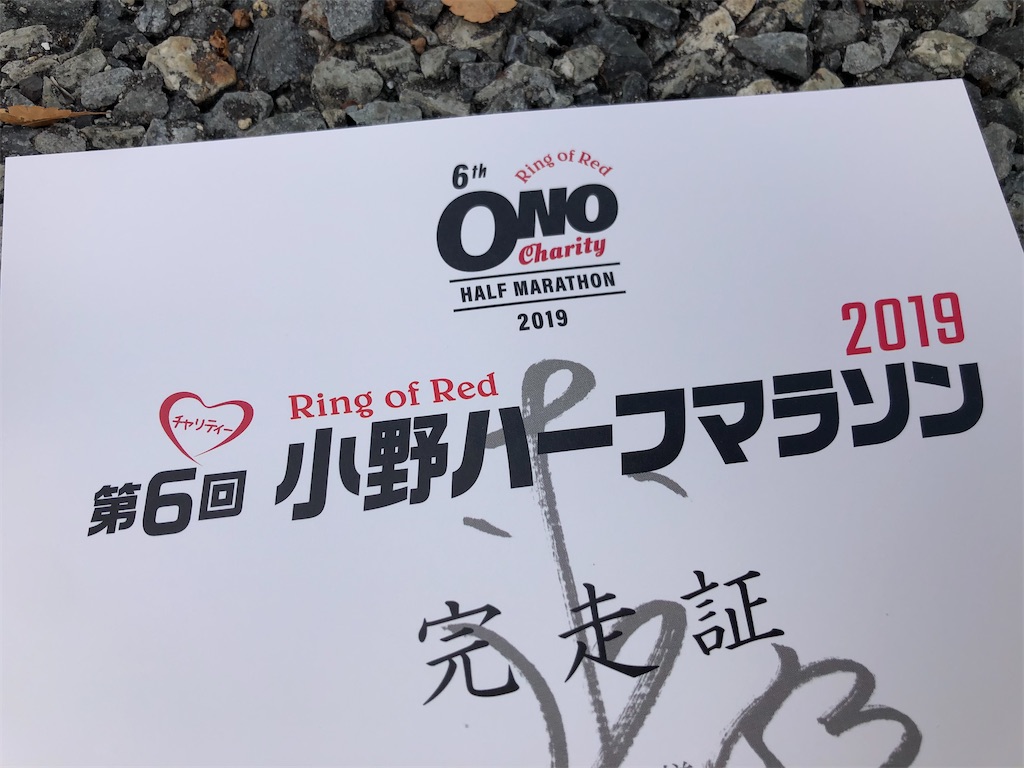 6th Ring of Red
ONO
Charity
HALF MARATHON
2019
2019
Ring of Red
チャリティー
第6回 小野ハーフマラソン
完走証